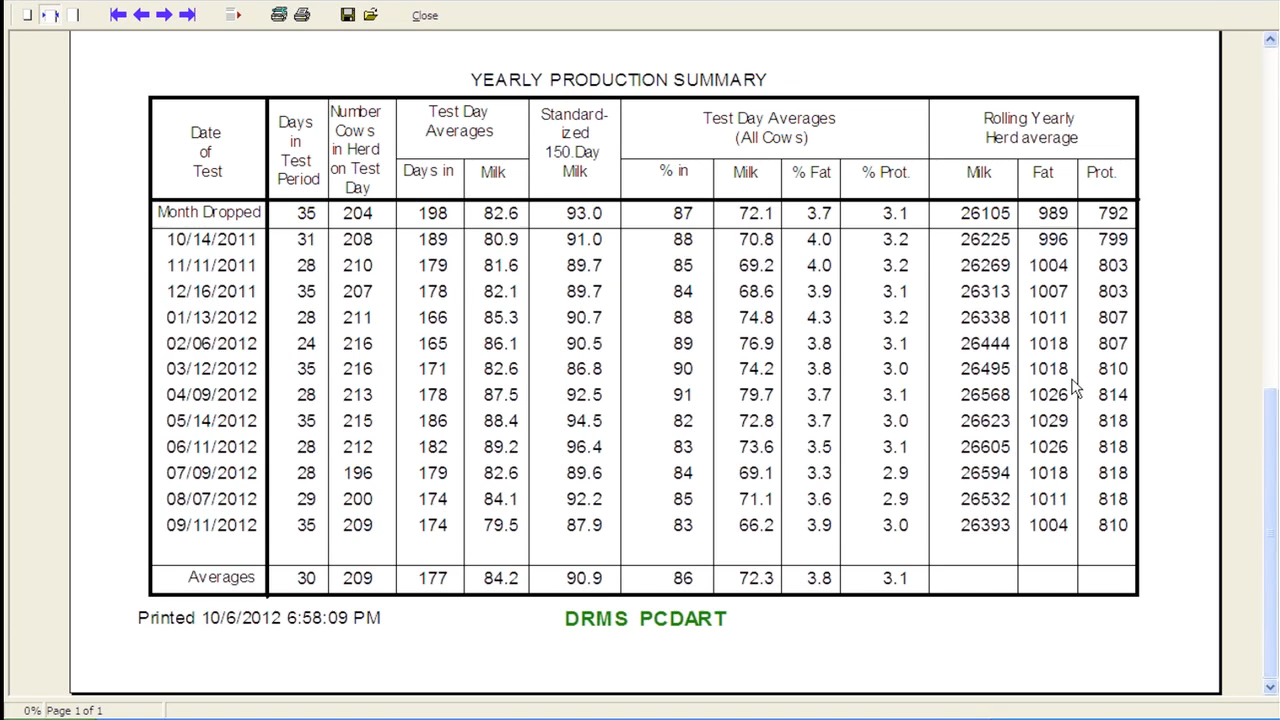 Close
YEARLY PRODUCTION SUMMARY
Date of Test | Days in Test Period | Number Cows in Herd on Test Day | Test Day Averages | Standard-ized 150.Day Milk | Test Day Averages (All Cows) | Rolling Yearly Herd average
Days in | Milk | % in | Milk | % Fat | % Prot. | Milk | Fat | Prot.
Month Dropped 35 204 198 82.6 93.0 87 72.1 3.7 3.1 26105 989 792
10/14/2011 31 208 189 80.9 91.0 88 70.8 4.0 3.2 26225 996 799
11/11/2011 28 210 179 81.6 89.7 85 69.2 4.0 3.2 26269 1004 803
12/16/2011 35 207 178 82.1 89.7 84 68.6 3.9 3.1 26313 1007 803
01/13/2012 28 211 166 85.3 90.7 88 74.8 4.3 3.2 26338 1011 807
02/06/2012 24 216 165 86.1 90.5 89 76.9 3.8 3.1 26444 1018 807
03/12/2012 35 216 171 82.6 86.8 90 74.2 3.8 3.0 26495 1018 810
04/09/2012 28 213 178 87.5 92.5 91 79.7 3.7 3.1 26568 1026 814
05/14/2012 35 215 186 88.4 94.5 82 72.8 3.7 3.0 26623 1029 818
06/11/2012 28 212 182 89.2 96.4 83 73.6 3.5 3.1 26605 1026 818
07/09/2012 28 196 179 82.6 89.6 84 69.1 3.3 2.9 26594 1018 818
08/07/2012 29 200 174 84.1 92.2 85 71.1 3.6 2.9 26532 1011 818
09/11/2012 35 209 174 79.5 87.9 83 66.2 3.9 3.0 26393 1004 810
Averages 30 209 177 84.2 90.9 86 72.3 3.8 3.1
Printed 10/6/2012 6:58:09 PM DRMS PCDART
0% Page 1 of 1